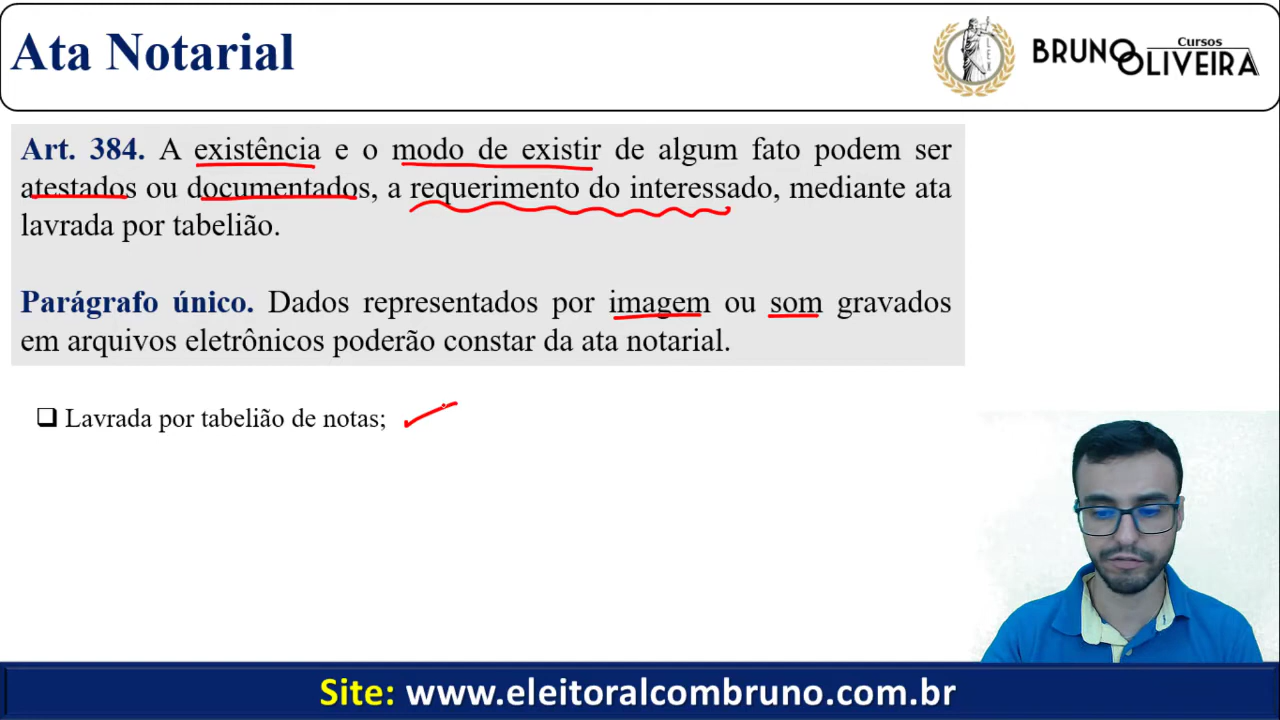 Ata Notarial
Cursos
BRUNO
OLIVEIRA
LEX
Art. 384. A existência e o modo de existir de algum fato podem ser
atestados ou documentados, a requerimento do interessado, mediante ata
lavrada por tabelião.
Parágrafo único. Dados representados por imagem ou som gravados
em arquivos eletrônicos poderão constar da ata notarial.
❑ Lavrada por tabelião de notas;
Site: www.eleitoralcombruno.com.br